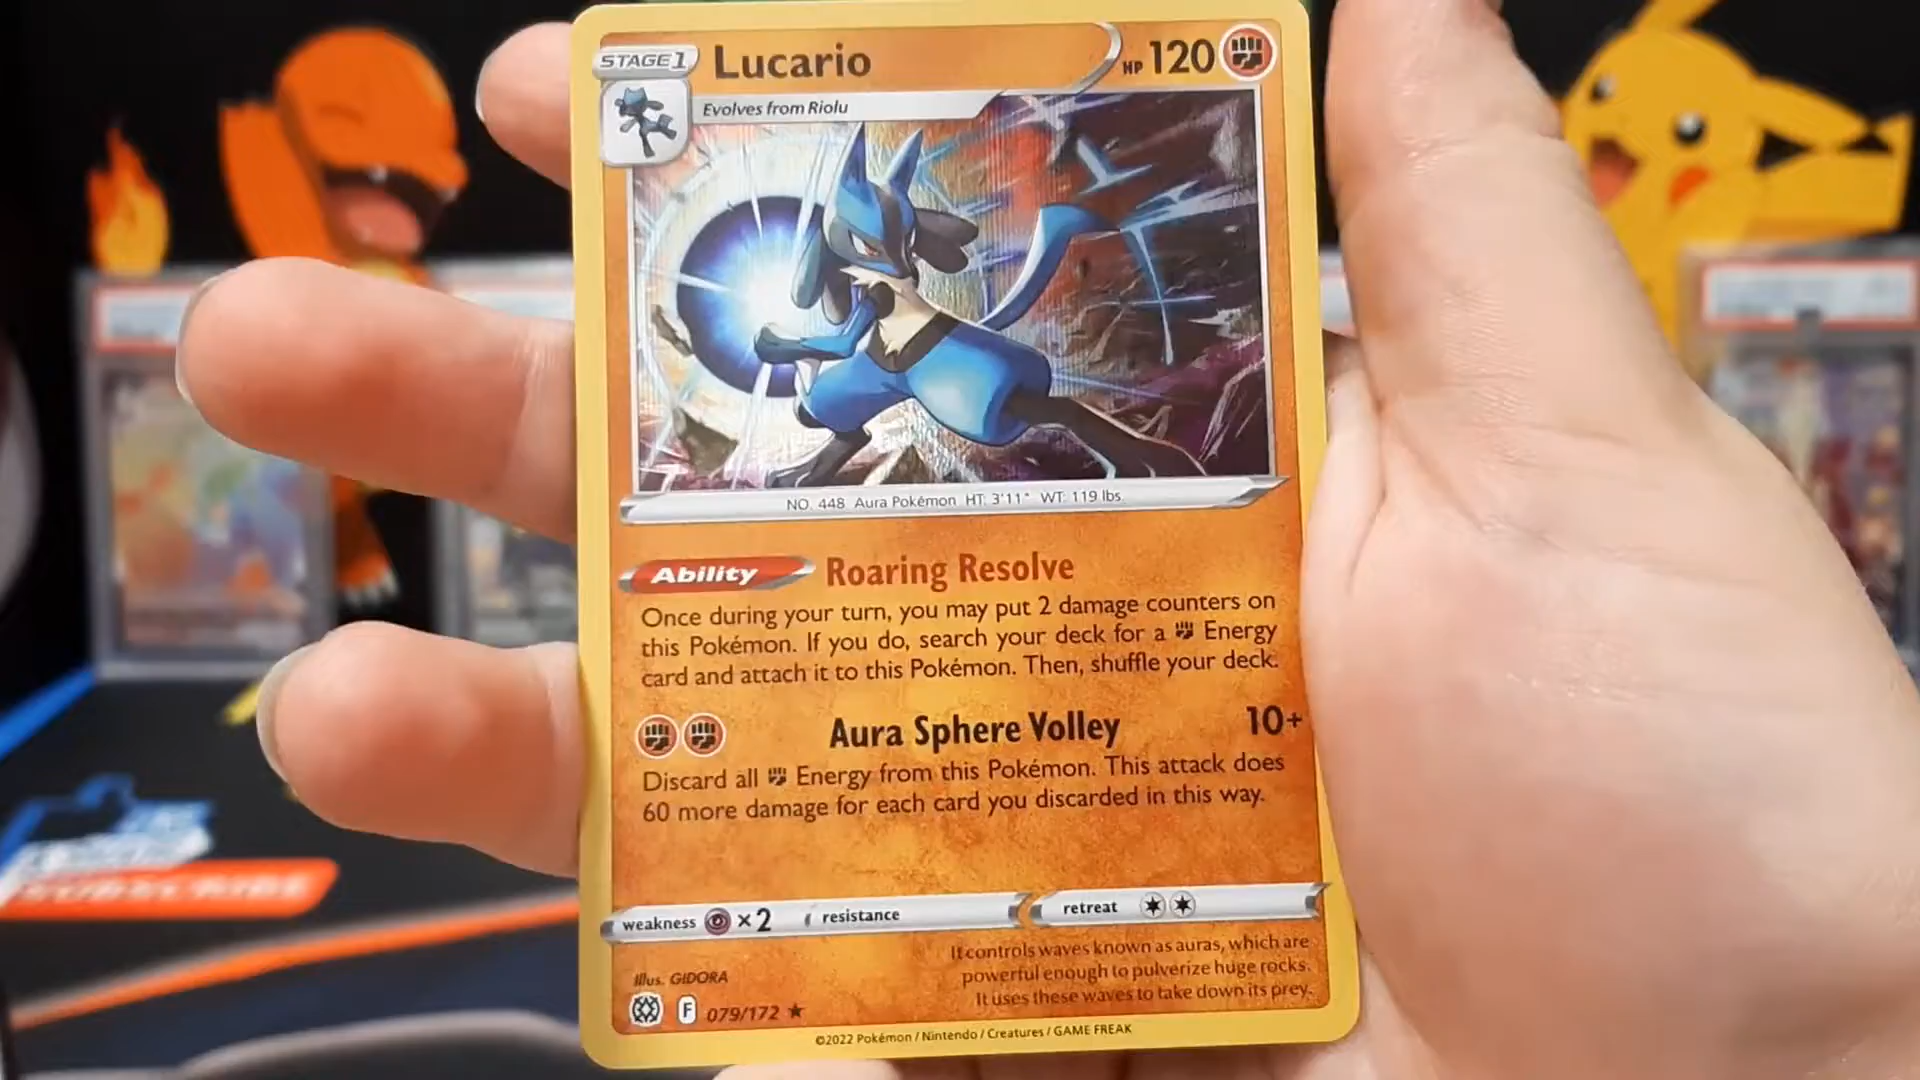 STAGE 1
Lucario
HP 120
Evolves from Riolu
NO. 448 Aura Pokémon HT: 3'11" WT: 119 lbs.
Ability Roaring Resolve
Once during your turn, you may put 2 damage counters on
this Pokémon. If you do, search your deck for a Energy
card and attach it to this Pokémon. Then, shuffle your deck.
Aura Sphere Volley 10+
Discard all Energy from this Pokémon. This attack does
60 more damage for each card you discarded in this way.
weakness ×2 resistance retreat
It controls waves known as auras, which are
powerful enough to pulverize huge rocks.
It uses these waves to take down its prey.
Illus. GIDORA
F 079/172 ★
©2022 Pokémon / Nintendo / Creatures / GAME FREAK
SUBSCRIBE